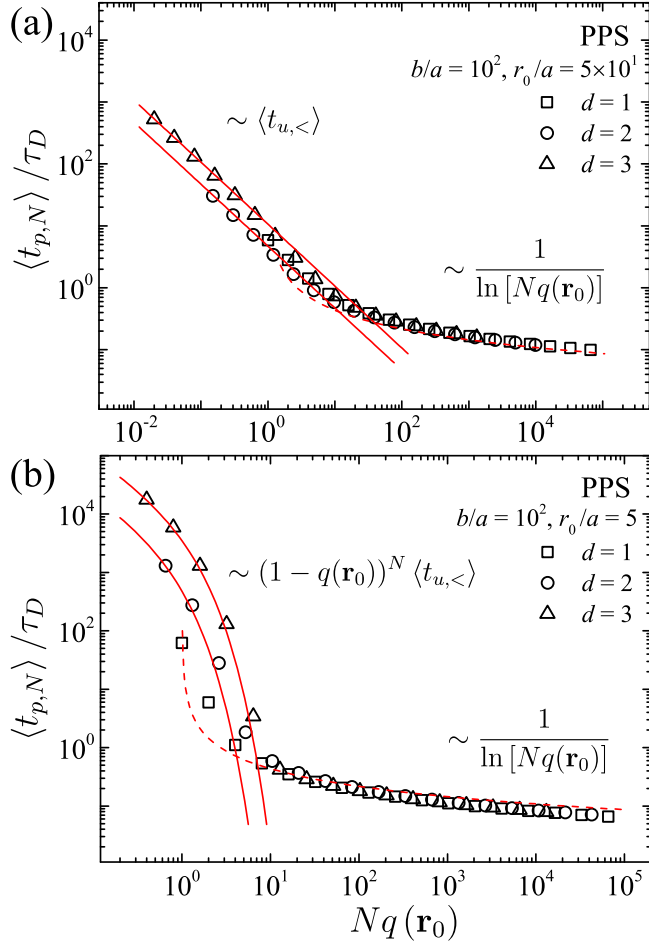 (a)
10^4
10^2
10^0
⟨t_{p,N}⟩ / τ_D
PPS
b/a = 10^2, r_0/a = 5×10^1
d = 1
d = 2
d = 3
∼ ⟨t_{u,<}⟩
∼ 1 / ln [Nq(r_0)]
10^{-2} 10^0 10^2 10^4
(b)
10^4
10^2
10^0
⟨t_{p,N}⟩ / τ_D
PPS
b/a = 10^2, r_0/a = 5
d = 1
d = 2
d = 3
∼ (1 − q(r_0))^N ⟨t_{u,<}⟩
∼ 1 / ln [Nq(r_0)]
10^0 10^1 10^2 10^3 10^4 10^5
Nq (r_0)